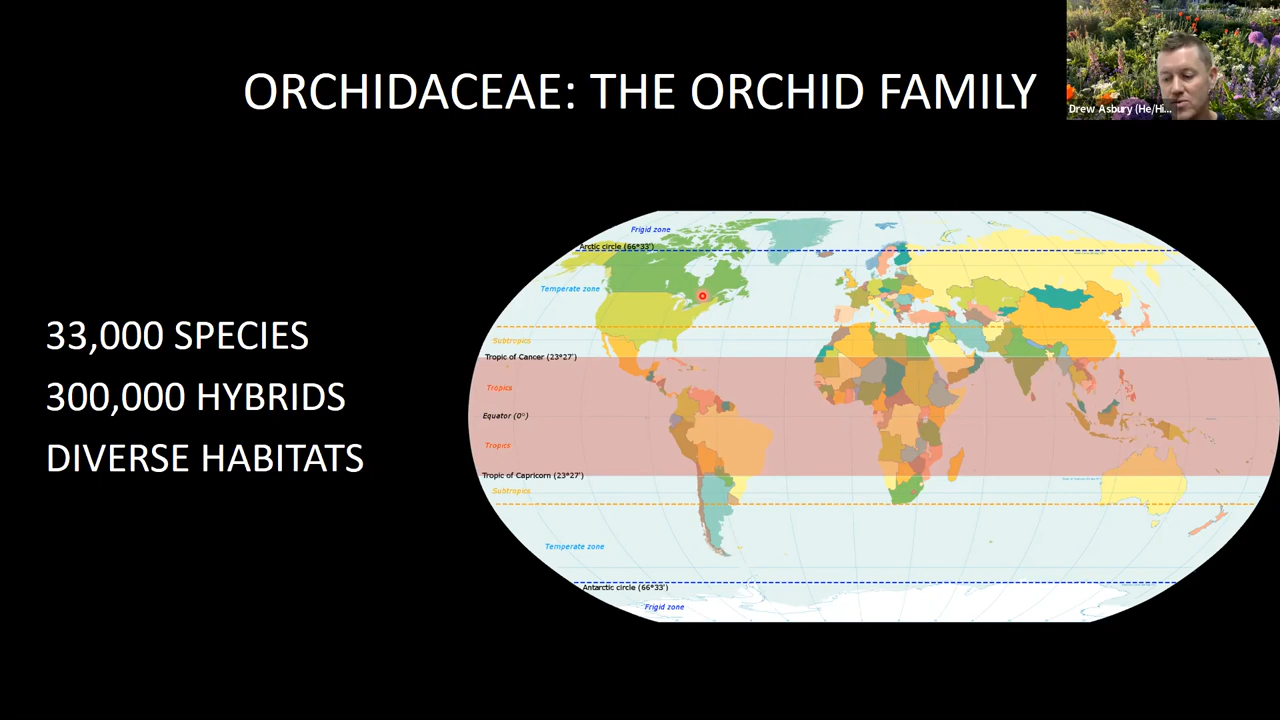 ORCHIDACEAE: THE ORCHID FAMILY
Drew Asbury (He/Hi...
33,000 SPECIES
300,000 HYBRIDS
DIVERSE HABITATS
Frigid zone
Arctic circle (66°33')
Temperate zone
Subtropics
Tropic of Cancer (23°27')
Tropics
Equator (0°)
Tropics
Tropic of Capricorn (23°27')
Subtropics
Temperate zone
Antarctic circle (66°33')
Frigid zone